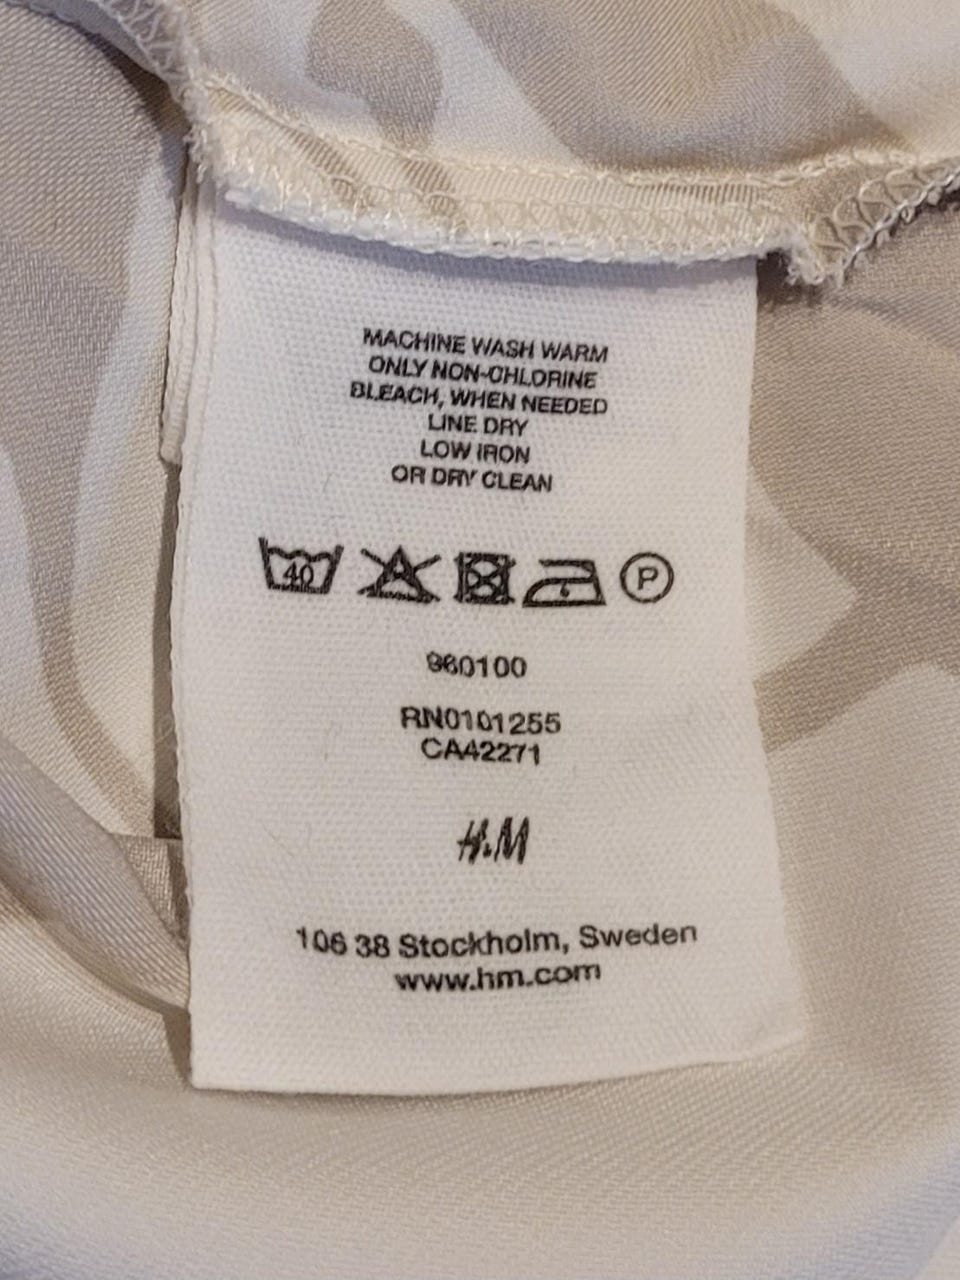 MACHINE WASH WARM
ONLY NON-CHLORINE
BLEACH, WHEN NEEDED
LINE DRY
LOW IRON
OR DRY CLEAN
40 P
960100
RN0101255
CA42271
H&M
106 38 Stockholm, Sweden
www.hm.com